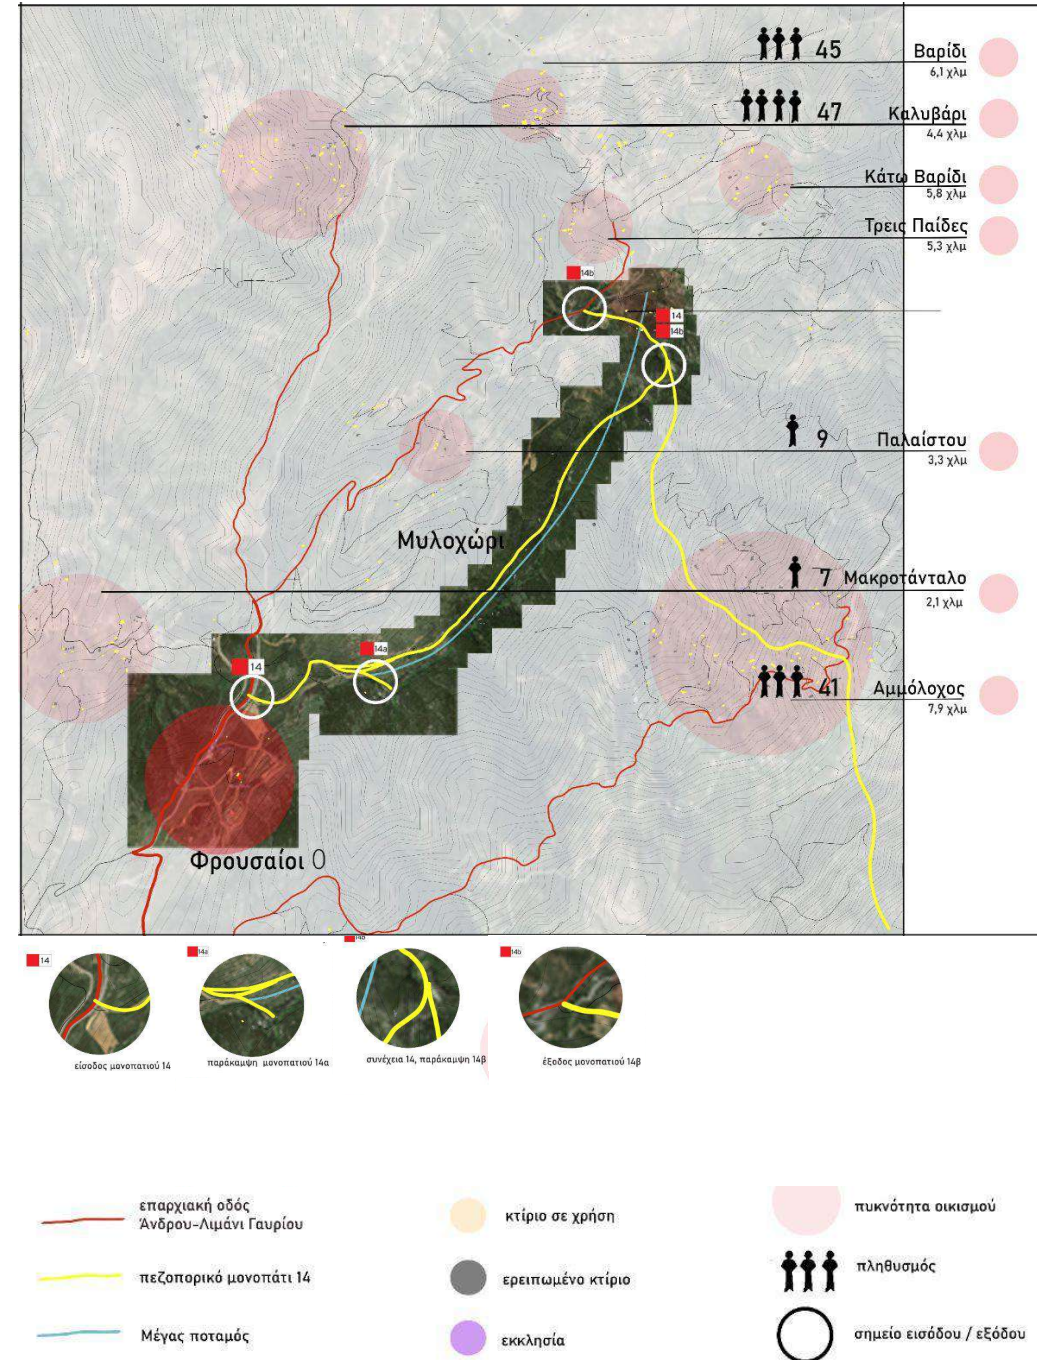 45
Βαρίδι
6,1 χλμ
47
Καλυβάρι
4,4 χλμ
Κάτω Βαρίδι
5,8 χλμ
Τρεις Παίδες
5,3 χλμ
14b
14
14b
9
Παλαίστου
3,3 χλμ
Μυλοχώρι
7
Μακροτάνταλο
2,1 χλμ
14a
14
41
Αμμόλοχος
7,9 χλμ
Φρουσαίοι 0
14
14a
14b
είσοδος μονοπατιού 14
παράκαμψη μονοπατιού 14α
συνέχεια 14, παράκαμψη 14β
έξοδος μονοπατιού 14β
επαρχιακή οδός
Άνδρου-Λιμάνι Γαυρίου
κτίριο σε χρήση
πυκνότητα οικισμού
πεζοπορικό μονοπάτι 14
ερειπωμένο κτίριο
πληθυσμός
Μέγας ποταμός
εκκλησία
σημείο εισόδου / εξόδου